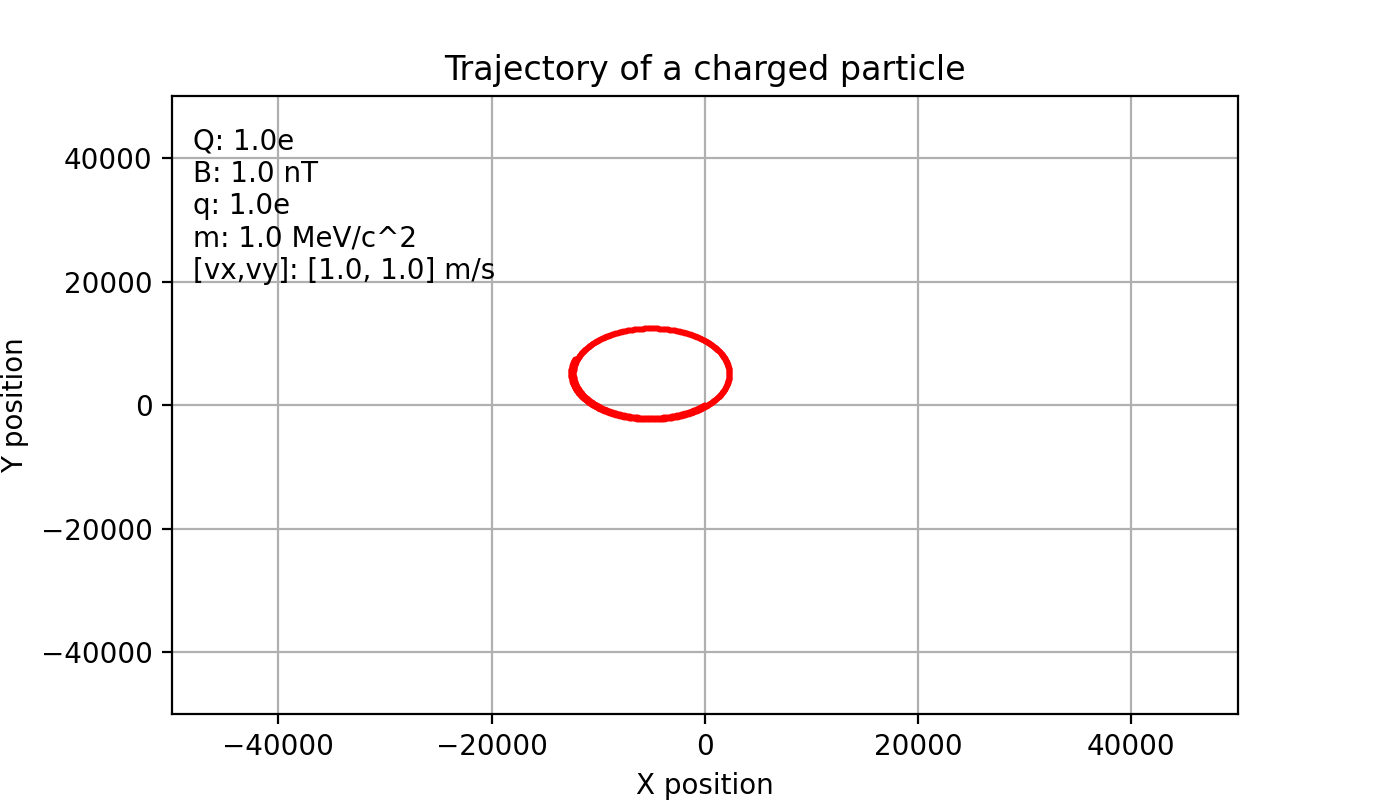 Trajectory of a charged particle
Q: 1.0e
B: 1.0 nT
q: 1.0e
m: 1.0 MeV/c^2
[vx,vy]: [1.0, 1.0] m/s
40000
20000
0
−20000
−40000
Y position
−40000 −20000 0 20000 40000
X position